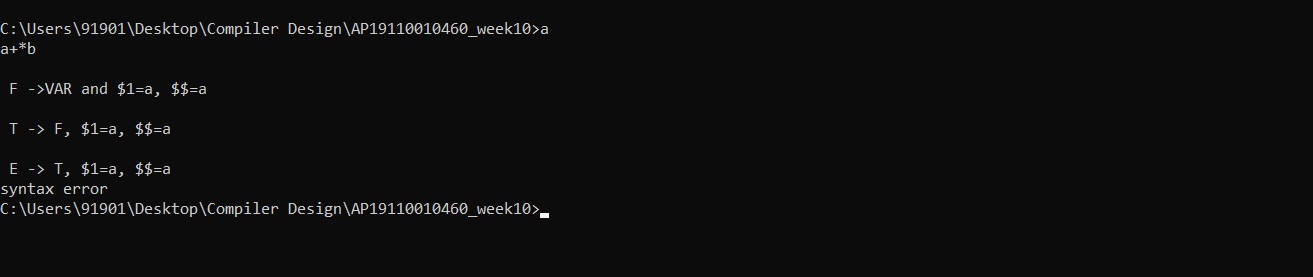 C:\Users\91901\Desktop\Compiler Design\AP19110010460_week10>a
a+*b
F ->VAR and $1=a, $$=a
T -> F, $1=a, $$=a
E -> T, $1=a, $$=a
syntax error
C:\Users\91901\Desktop\Compiler Design\AP19110010460_week10>